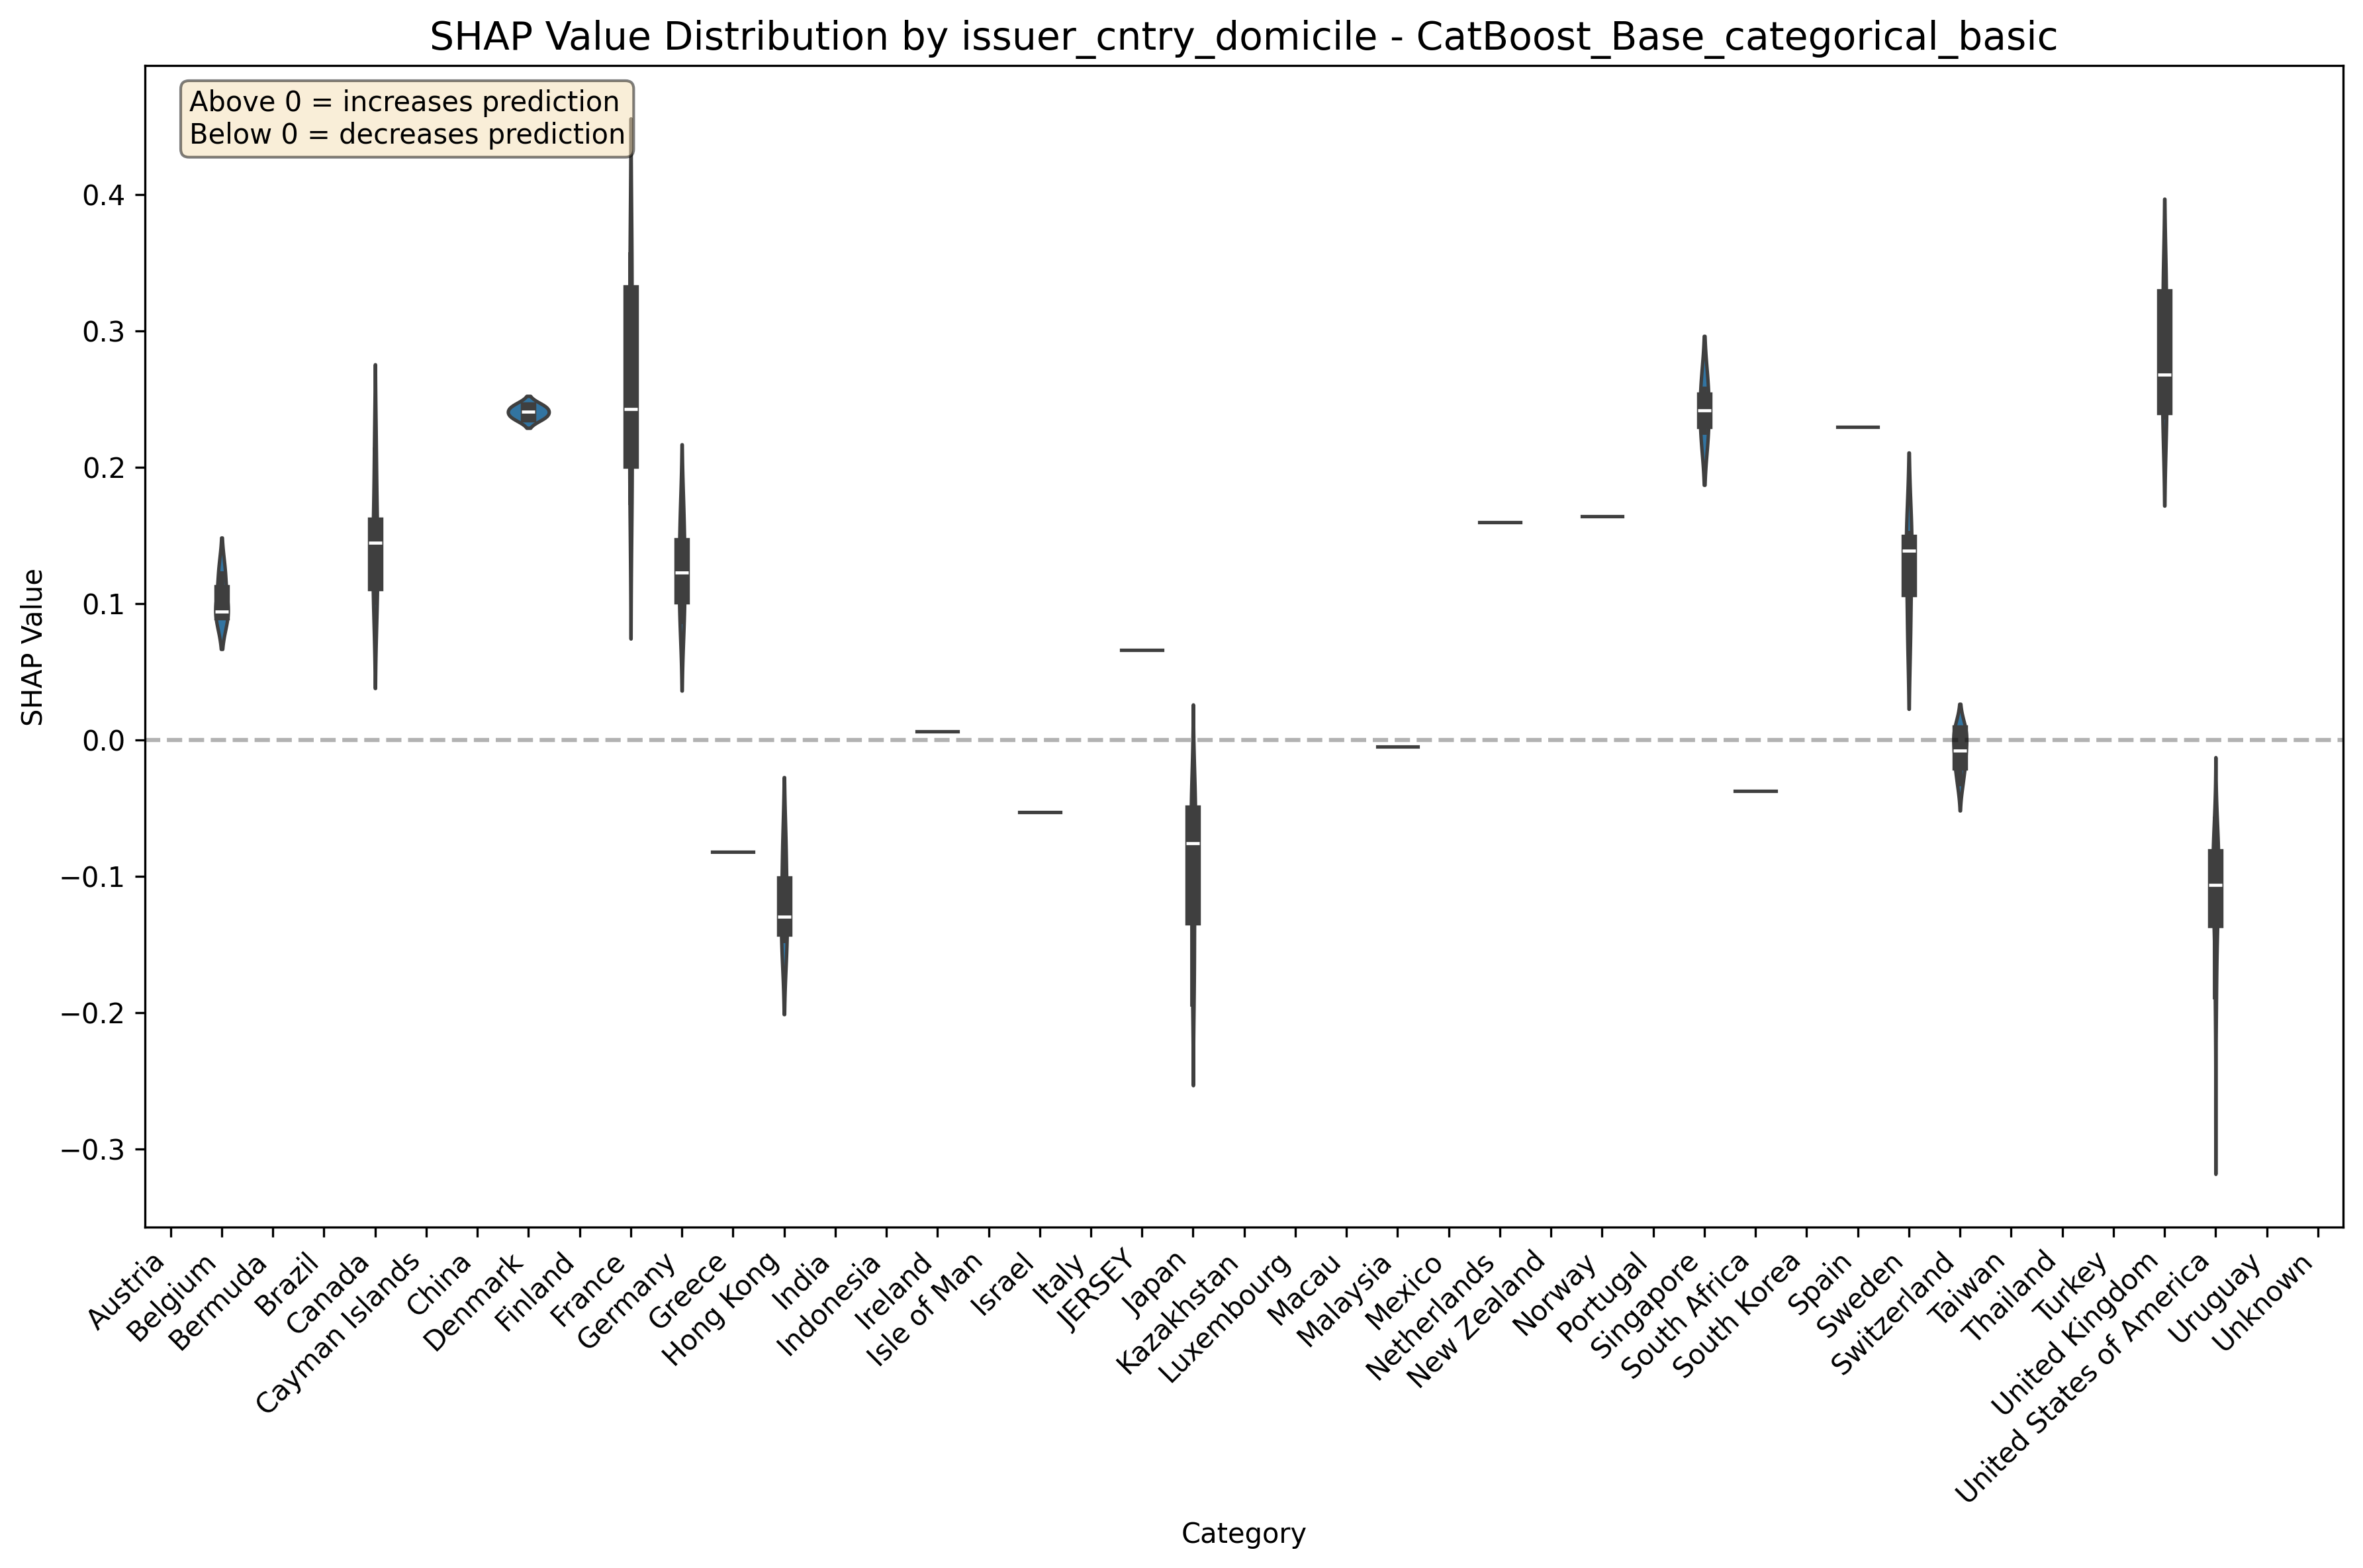 SHAP Value Distribution by issuer_cntry_domicile - CatBoost_Base_categorical_basic
Above 0 = increases prediction
Below 0 = decreases prediction
SHAP Value
0.4
0.3
0.2
0.1
0.0
−0.1
−0.2
−0.3
Austria
Belgium
Bermuda
Brazil
Canada
Cayman Islands
China
Denmark
Finland
France
Germany
Greece
Hong Kong
India
Indonesia
Ireland
Isle of Man
Israel
Italy
JERSEY
Japan
Kazakhstan
Luxembourg
Macau
Malaysia
Mexico
Netherlands
New Zealand
Norway
Portugal
Singapore
South Africa
South Korea
Spain
Sweden
Switzerland
Taiwan
Thailand
Turkey
United Kingdom
United States of America
Uruguay
Unknown
Category